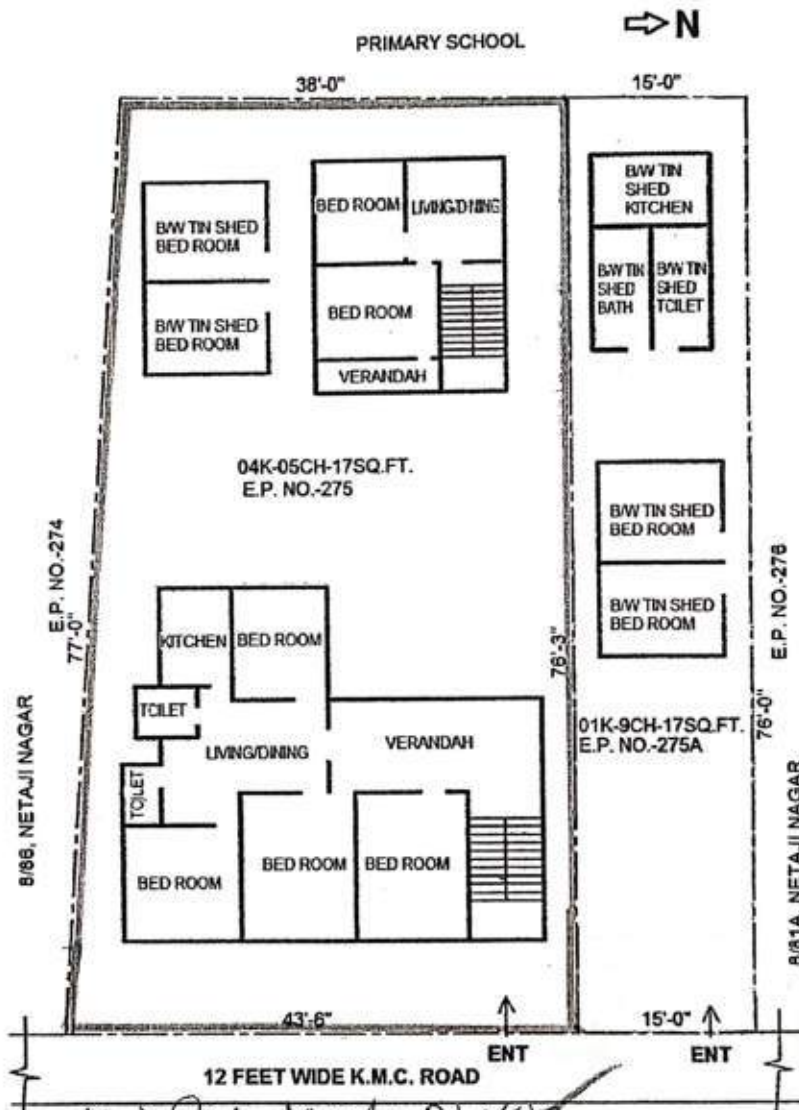 N
PRIMARY SCHOOL
38'-0"
15'-0"
B/W TIN SHED
BED ROOM
B/W TIN SHED
BED ROOM
BED ROOM
LIVING/DINING
BED ROOM
VERANDAH
B/W TIN
SHED
KITCHEN
B/W TIN
SHED
BATH
B/W TIN
SHED
TOILET
04K-05CH-17SQ.FT.
E.P. NO.-275
E.P. NO.-274
77'-0"
8/86, NETAJI NAGAR
76'-3"
B/W TIN SHED
BED ROOM
B/W TIN SHED
BED ROOM
E.P. NO.-276
76'-0"
8/81A, NETAJI NAGAR
01K-9CH-17SQ.FT.
E.P. NO.-275A
KITCHEN
BED ROOM
TOILET
LIVING/DINING
VERANDAH
TOILET
BED ROOM
BED ROOM
BED ROOM
43'-6"
15'-0"
ENT
ENT
12 FEET WIDE K.M.C. ROAD